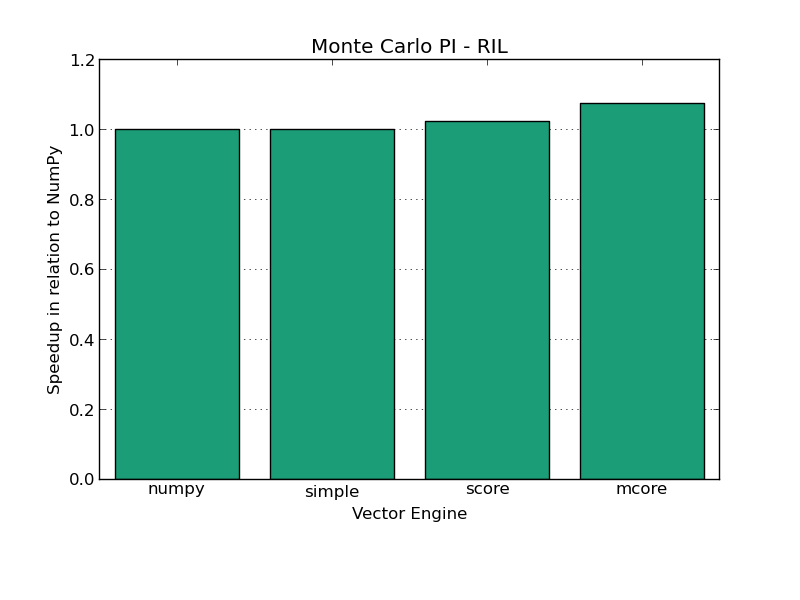 Monte Carlo PI - RIL
1.2
1.0
0.8
0.6
0.4
0.2
0.0
Speedup in relation to NumPy
numpy simple score mcore
Vector Engine